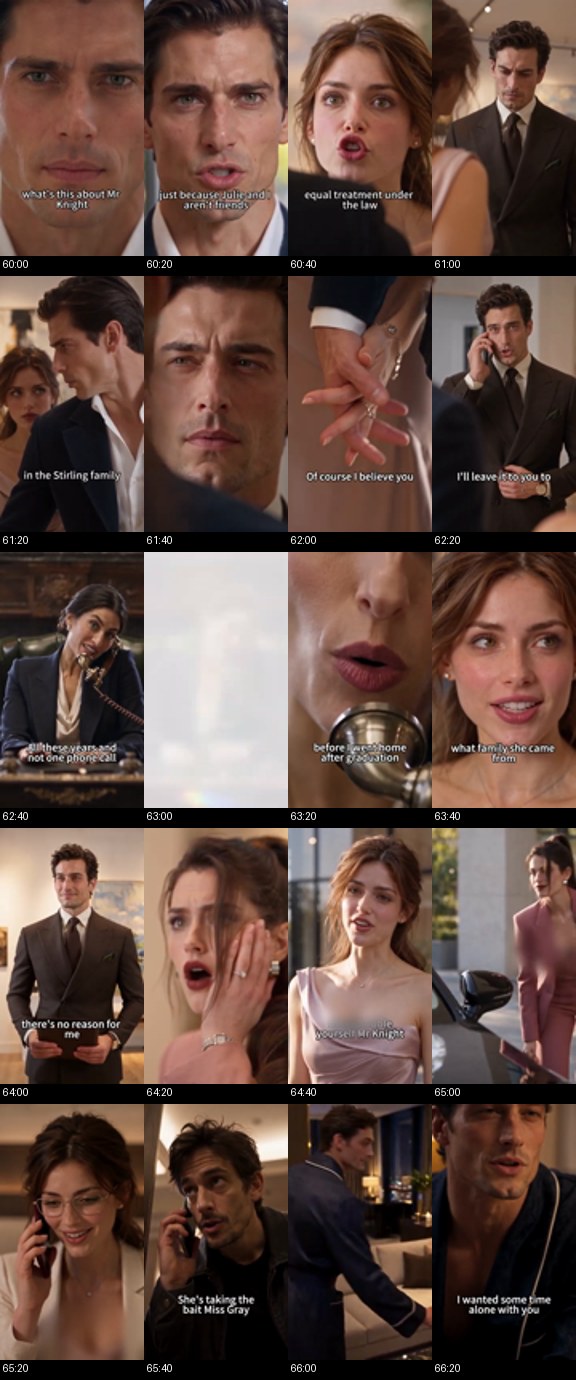 what's this about Mr
Knight
just because Julie and I
aren't friends
equal treatment under
the law
60:00
60:20
60:40
61:00
in the Stirling family
Of course I believe you
I'll leave it to you to
61:20
61:40
62:00
62:20
all these years and
not one phone call
before I went home
after graduation
what family she came
from
62:40
63:00
63:20
63:40
there's no reason for
me
yourself Mr Knight
64:00
64:20
64:40
65:00
She's taking the
bait Miss Gray
I wanted some time
alone with you
65:20
65:40
66:00
66:20